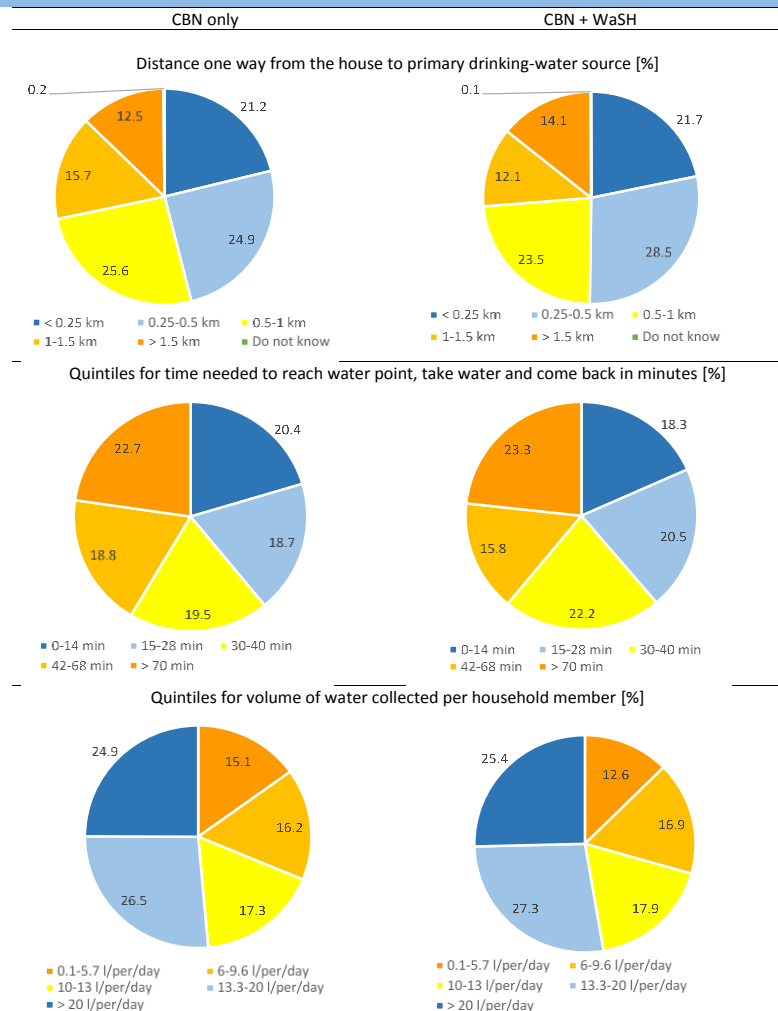 CBN only CBN + WaSH
Distance one way from the house to primary drinking-water source [%]
0.2 12.5 21.2 15.7 24.9 25.6
0.1 14.1 21.7 12.1 28.5 23.5
< 0.25 km 0.25-0.5 km 0.5-1 km
1-1.5 km > 1.5 km Do not know
< 0.25 km 0.25-0.5 km 0.5-1 km
1-1.5 km > 1.5 km Do not know
Quintiles for time needed to reach water point, take water and come back in minutes [%]
22.7 20.4 18.8 18.7 19.5
23.3 18.3 15.8 20.5 22.2
0-14 min 15-28 min 30-40 min
42-68 min > 70 min
0-14 min 15-28 min 30-40 min
42-68 min > 70 min
Quintiles for volume of water collected per household member [%]
24.9 15.1 16.2 26.5 17.3
25.4 12.6 16.9 27.3 17.9
0.1-5.7 l/per/day 6-9.6 l/per/day
10-13 l/per/day 13.3-20 l/per/day
> 20 l/per/day
0.1-5.7 l/per/day 6-9.6 l/per/day
10-13 l/per/day 13.3-20 l/per/day
> 20 l/per/day